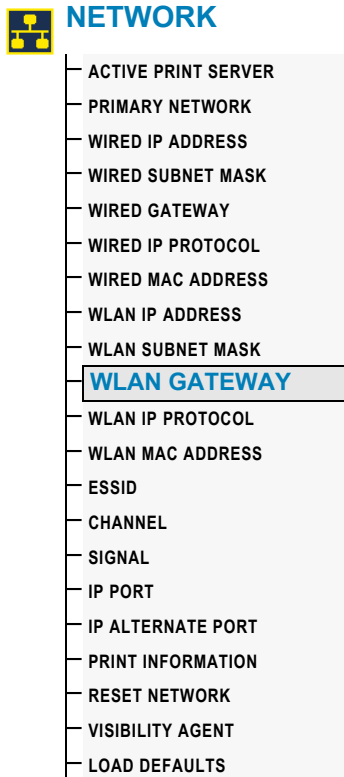 NETWORK
ACTIVE PRINT SERVER
PRIMARY NETWORK
WIRED IP ADDRESS
WIRED SUBNET MASK
WIRED GATEWAY
WIRED IP PROTOCOL
WIRED MAC ADDRESS
WLAN IP ADDRESS
WLAN SUBNET MASK
WLAN GATEWAY
WLAN IP PROTOCOL
WLAN MAC ADDRESS
ESSID
CHANNEL
SIGNAL
IP PORT
IP ALTERNATE PORT
PRINT INFORMATION
RESET NETWORK
VISIBILITY AGENT
LOAD DEFAULTS